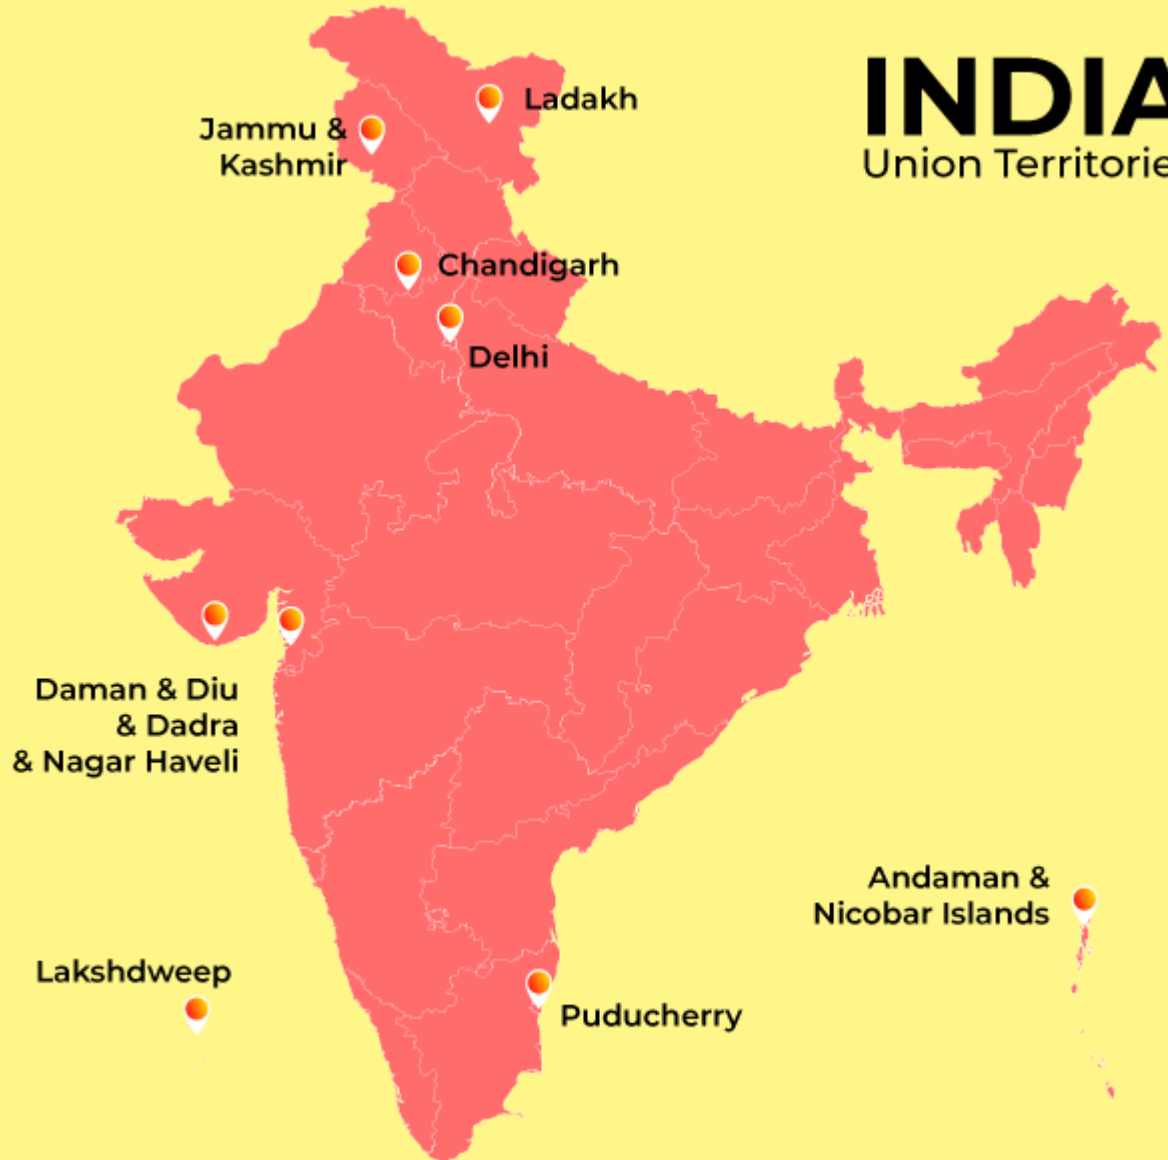 INDIA
Union Territorie
Ladakh
Jammu &
Kashmir
Chandigarh
Delhi
Daman & Diu
& Dadra
& Nagar Haveli
Andaman &
Nicobar Islands
Lakshdweep
Puducherry